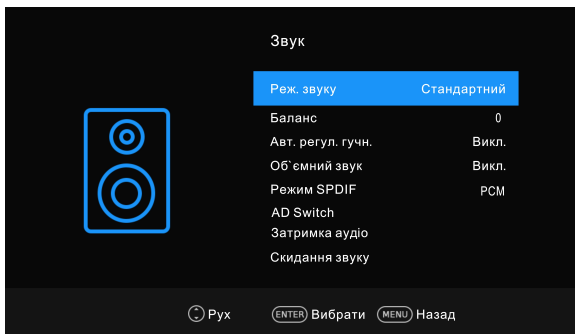 Звук
Реж. звуку Стандартний
Баланс 0
Авт. регул. гучн. Викл.
Об`ємний звук Викл.
Режим SPDIF PCM
AD Switch
Затримка аудіо
Скидання звуку
Рух ENTER Вибрати MENU Назад